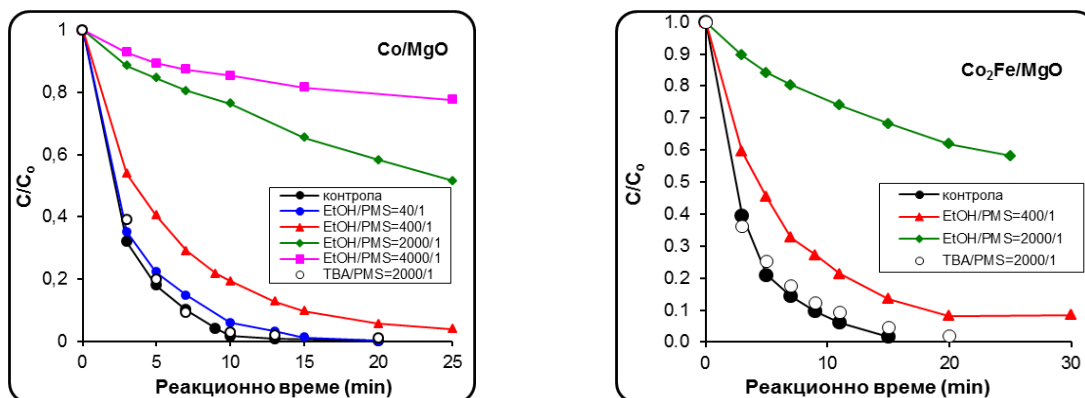 Co/MgO
1
0,8
0,6
0,4
0,2
0
C/Co
контрола
EtOH/PMS=40/1
EtOH/PMS=400/1
EtOH/PMS=2000/1
EtOH/PMS=4000/1
TBA/PMS=2000/1
0 5 10 15 20 25
Реакционно време (min)
Co2Fe/MgO
1.0
0.9
0.8
0.7
0.6
0.5
0.4
0.3
0.2
0.1
0.0
C/Co
контрола
EtOH/PMS=400/1
EtOH/PMS=2000/1
TBA/PMS=2000/1
0 10 20 30
Реакционно време (min)